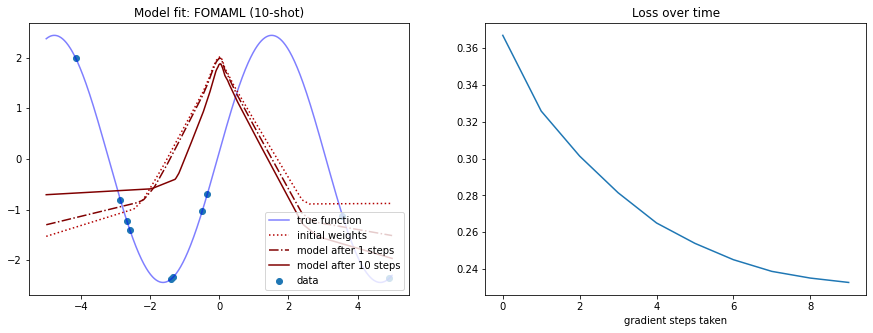 Model fit: FOMAML (10-shot)
2
1
0
−1
−2
−4
−2
0
2
4
true function
initial weights
model after 1 steps
model after 10 steps
data
Loss over time
0.36
0.34
0.32
0.30
0.28
0.26
0.24
0
2
4
6
8
gradient steps taken